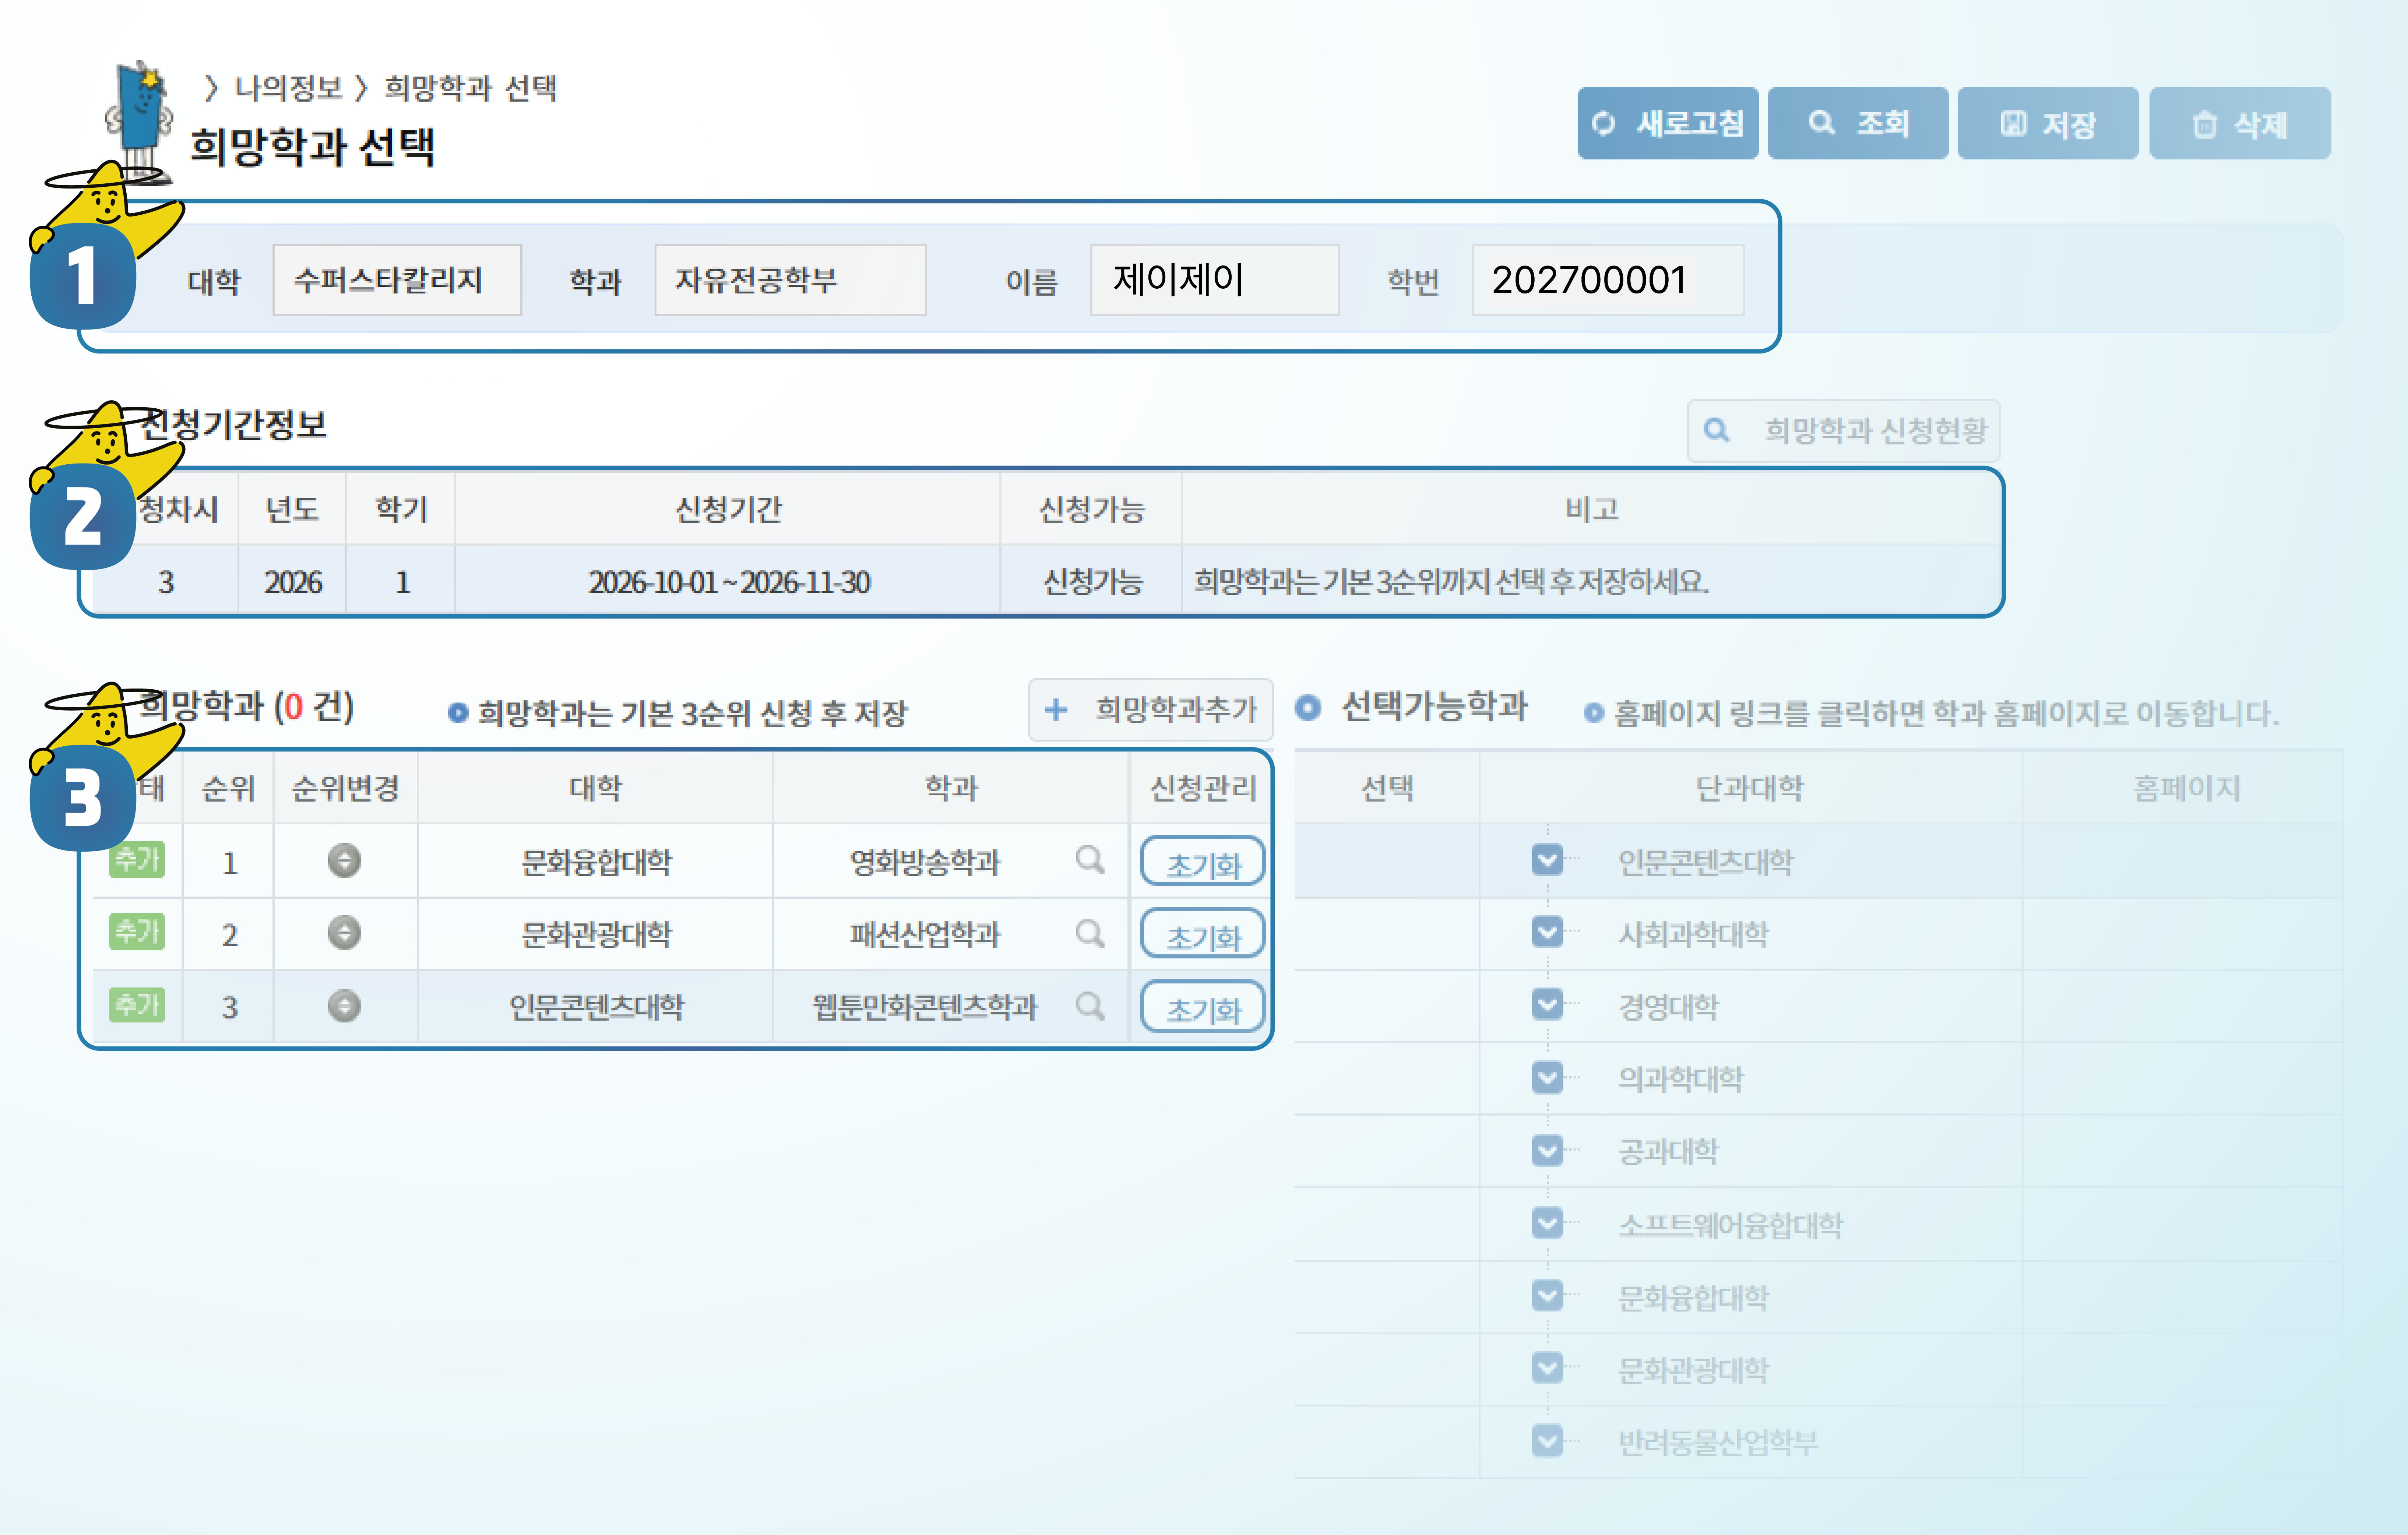 〉 나의정보 〉 희망학과 선택
희망학과 선택
새로고침 조회 저장 삭제
1
대학 수퍼스타칼리지 학과 자유전공학부 이름 제이제이 학번 202700001
신청기간정보
희망학과 신청현황
2
청차시 년도 학기 신청기간 신청가능 비고
3 2026 1 2026-10-01 ~ 2026-11-30 신청가능 희망학과는 기본 3순위까지 선택 후 저장하세요.
희망학과 (0 건) 희망학과는 기본 3순위 신청 후 저장 희망학과추가
3
태 순위 순위변경 대학 학과 신청관리
추가 1 문화융합대학 영화방송학과 초기화
추가 2 문화관광대학 패션산업학과 초기화
추가 3 인문콘텐츠대학 웹툰만화콘텐츠학과 초기화
선택가능학과 홈페이지 링크를 클릭하면 학과 홈페이지로 이동합니다.
선택 단과대학 홈페이지
인문콘텐츠대학
사회과학대학
경영대학
의과학대학
공과대학
소프트웨어융합대학
문화융합대학
문화관광대학
반려동물산업학부